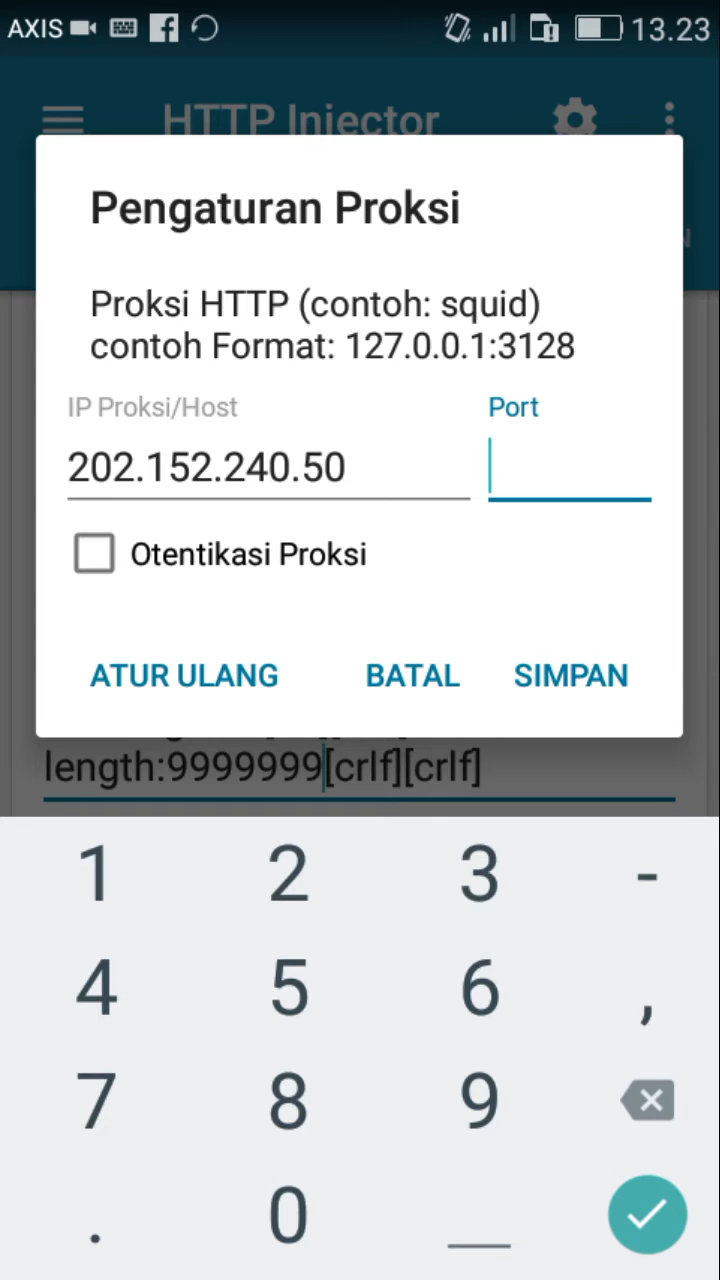 AXIS 13.23
HTTP Injector
Pengaturan Proksi
Proksi HTTP (contoh: squid)
contoh Format: 127.0.0.1:3128
IP Proksi/Host Port
202.152.240.50
Otentikasi Proksi
ATUR ULANG BATAL SIMPAN
length:9999999[crlf][crlf]
1 2 3 -
4 5 6 ,
7 8 9
. 0